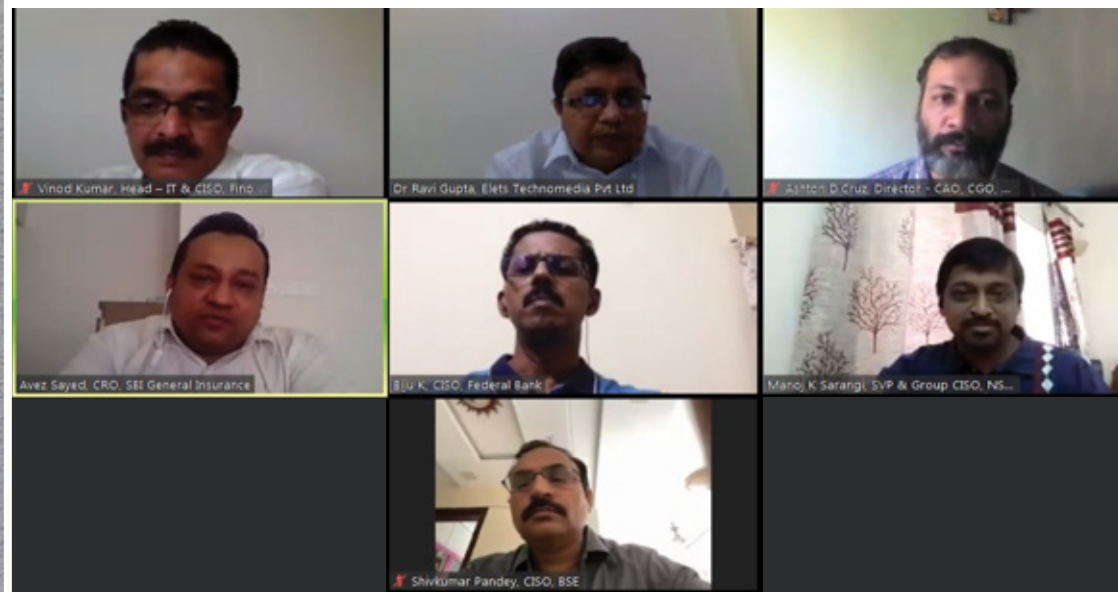 Vinod Kumar, Head – IT & CISO, Fino ...
Dr Ravi Gupta, Elets Technomedia Pvt Ltd
Ashton D Cruz, Director - CAO, CGO, ...
Avez Sayed, CRO, SBI General Insurance
Biju K, CISO, Federal Bank
Manoj K Sarangi, SVP & Group CISO, NS...
Shivkumar Pandey, CISO, BSE